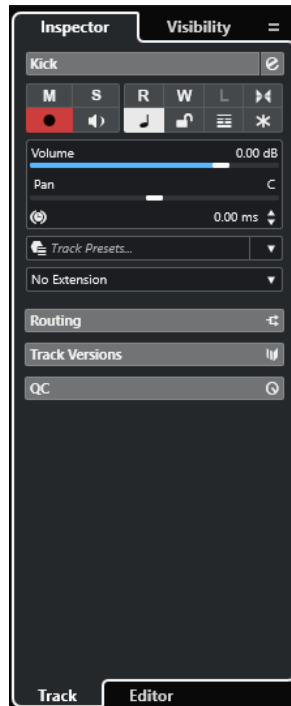 Inspector Visibility
Kick
M S R W L
Volume 0.00 dB
Pan C
0.00 ms
Track Presets...
No Extension
Routing
Track Versions
QC
Track Editor